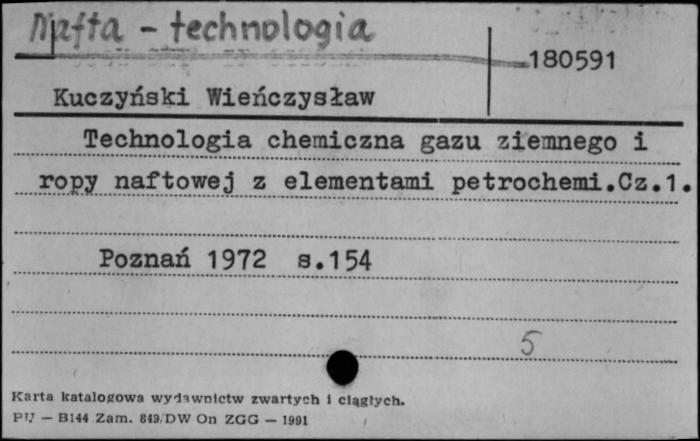 Nafta - technologia
180591
Kuczyński Wieńczysław
Technologia chemiczna gazu ziemnego i
ropy naftowej z elementami petrochemi.Cz.1.
Poznań 1972 s.154
5
Karta katalogowa wydawnictw zwartych i ciągłych.
PU — B144 Zam. 849/DW On ZGG — 1991